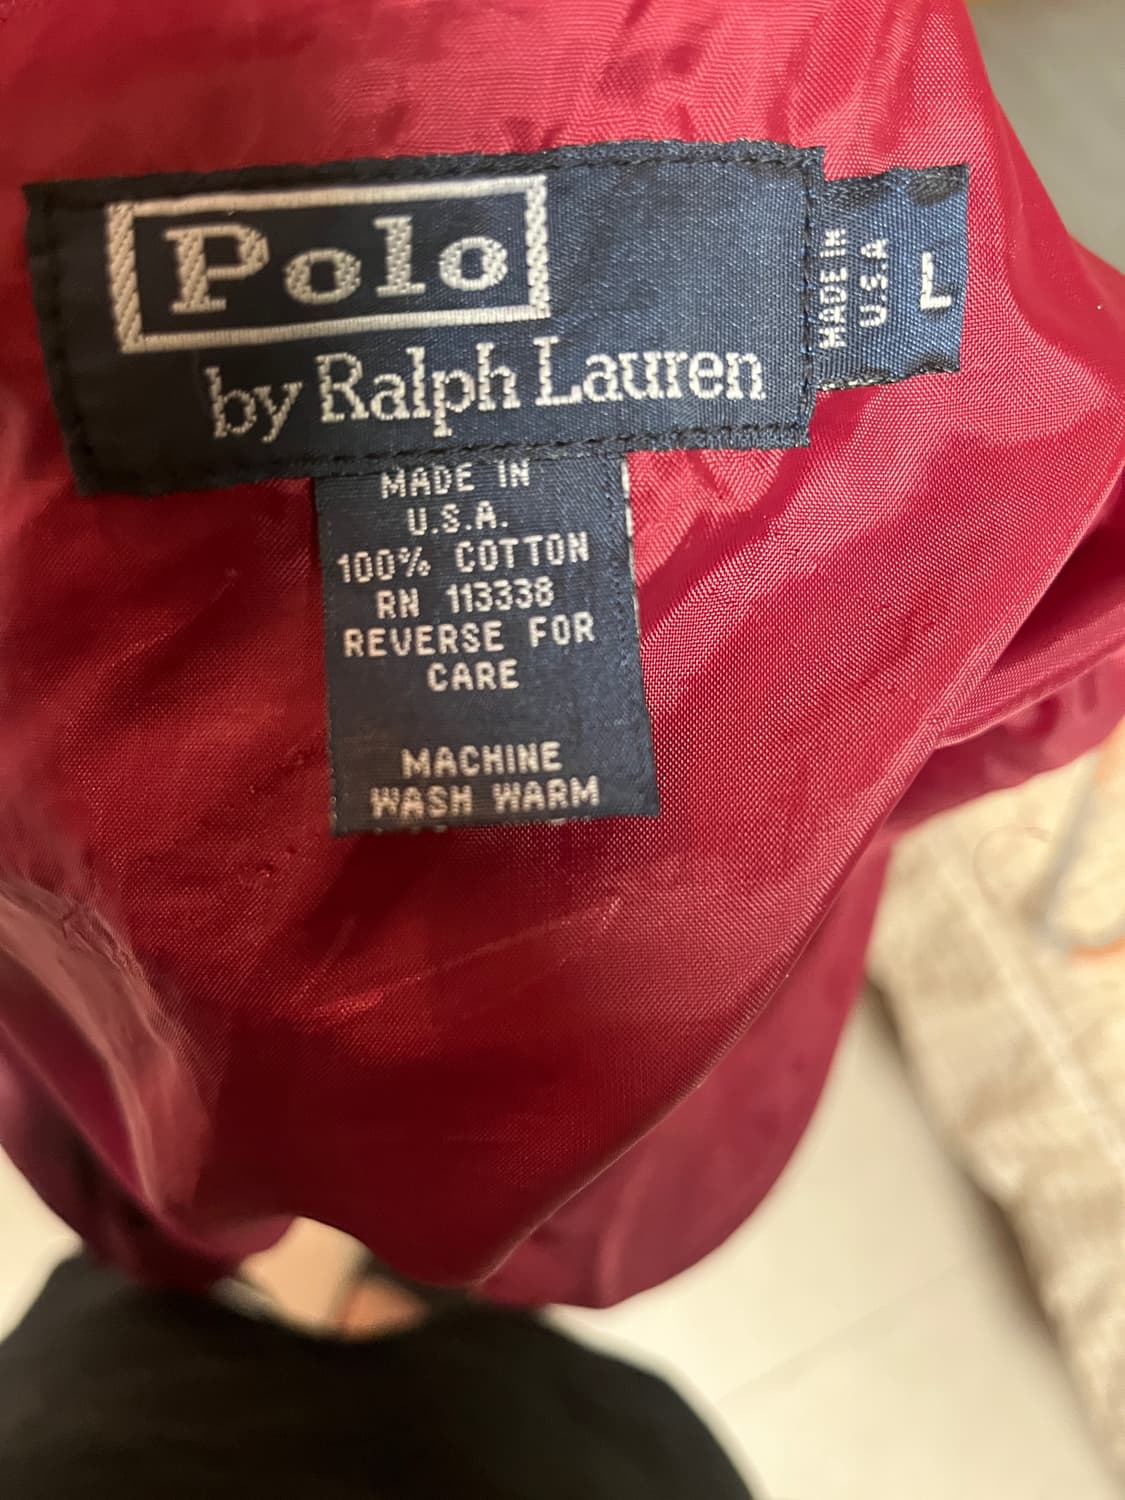 Polo
by Ralph Lauren
MADE IN
U.S.A
L
MADE IN
U.S.A.
100% COTTON
RN 113338
REVERSE FOR
CARE
MACHINE
WASH WARM